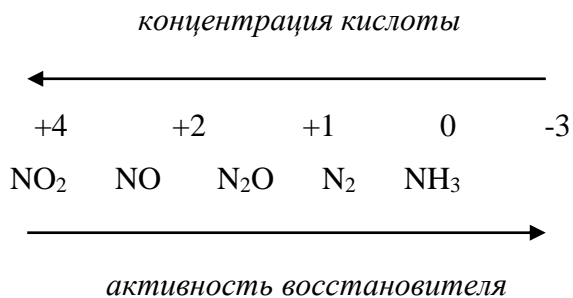 концентрация кислоты
+4 +2 +1 0 -3
NO₂ NO N₂O N₂ NH₃
активность восстановителя